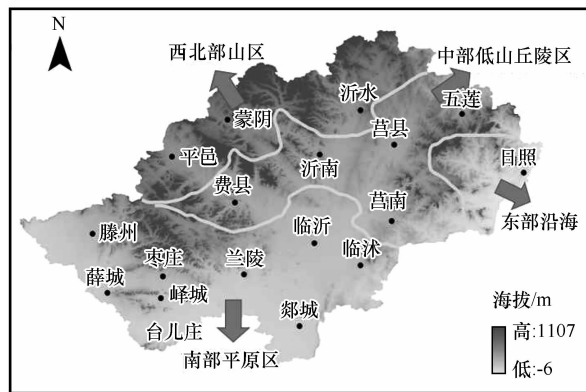 N
西北部山区
中部低山丘陵区
沂水
五莲
蒙阴
莒县
平邑
沂南
日照
费县
莒南
东部沿海
滕州
临沂
枣庄
兰陵
临沭
薛城
峄城
郯城
台儿庄
南部平原区
海拔/m
高:1107
低:-6